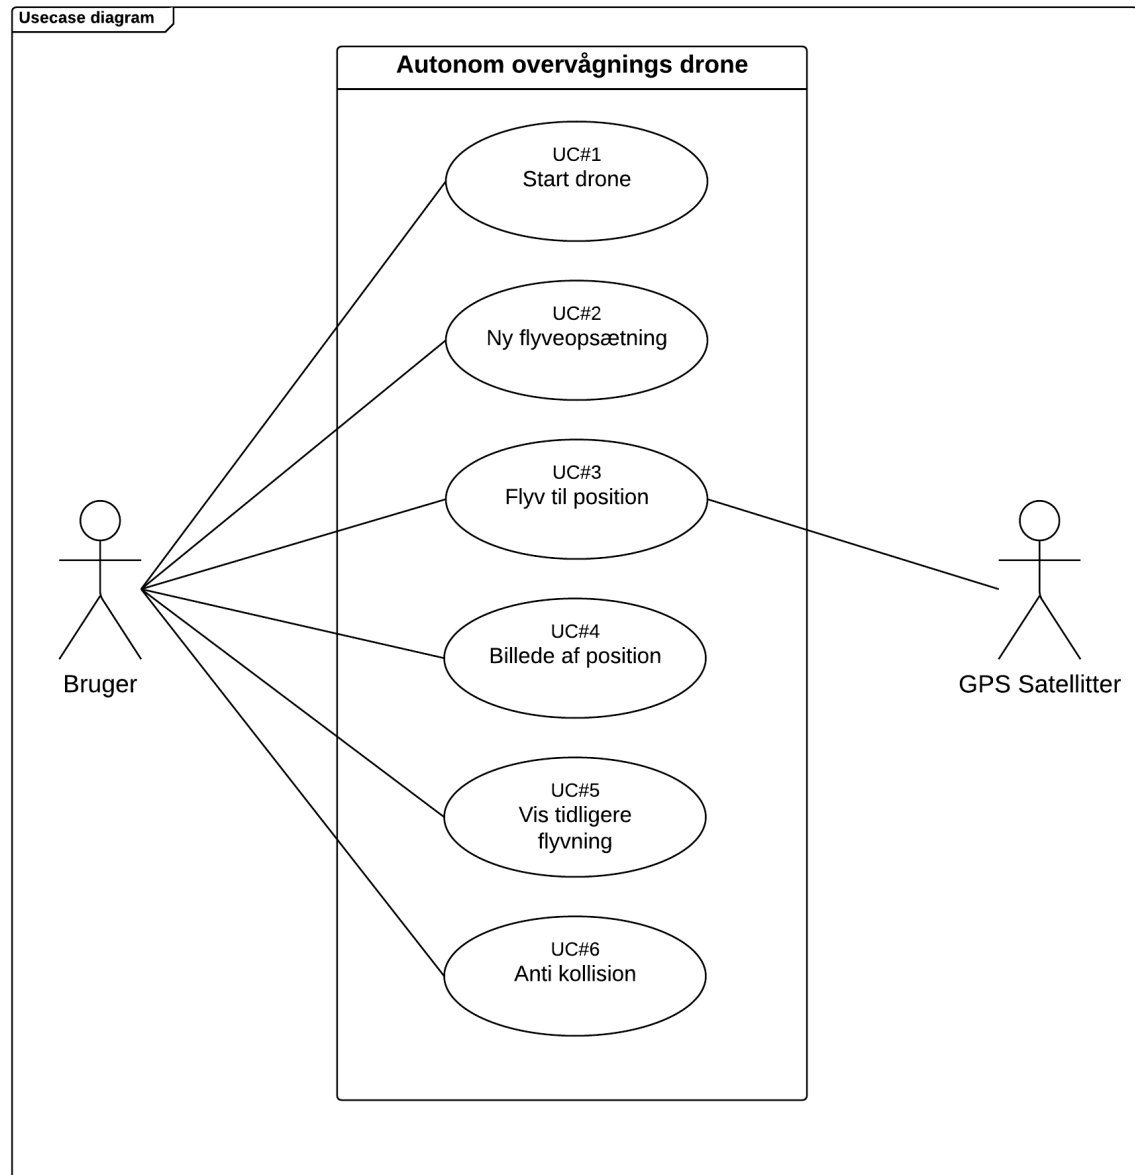 Usecase diagram
Autonom overvågnings drone
UC#1
Start drone
UC#2
Ny flyveopsætning
UC#3
Flyv til position
UC#4
Billede af position
UC#5
Vis tidligere
flyvning
UC#6
Anti kollision
Bruger
GPS Satellitter